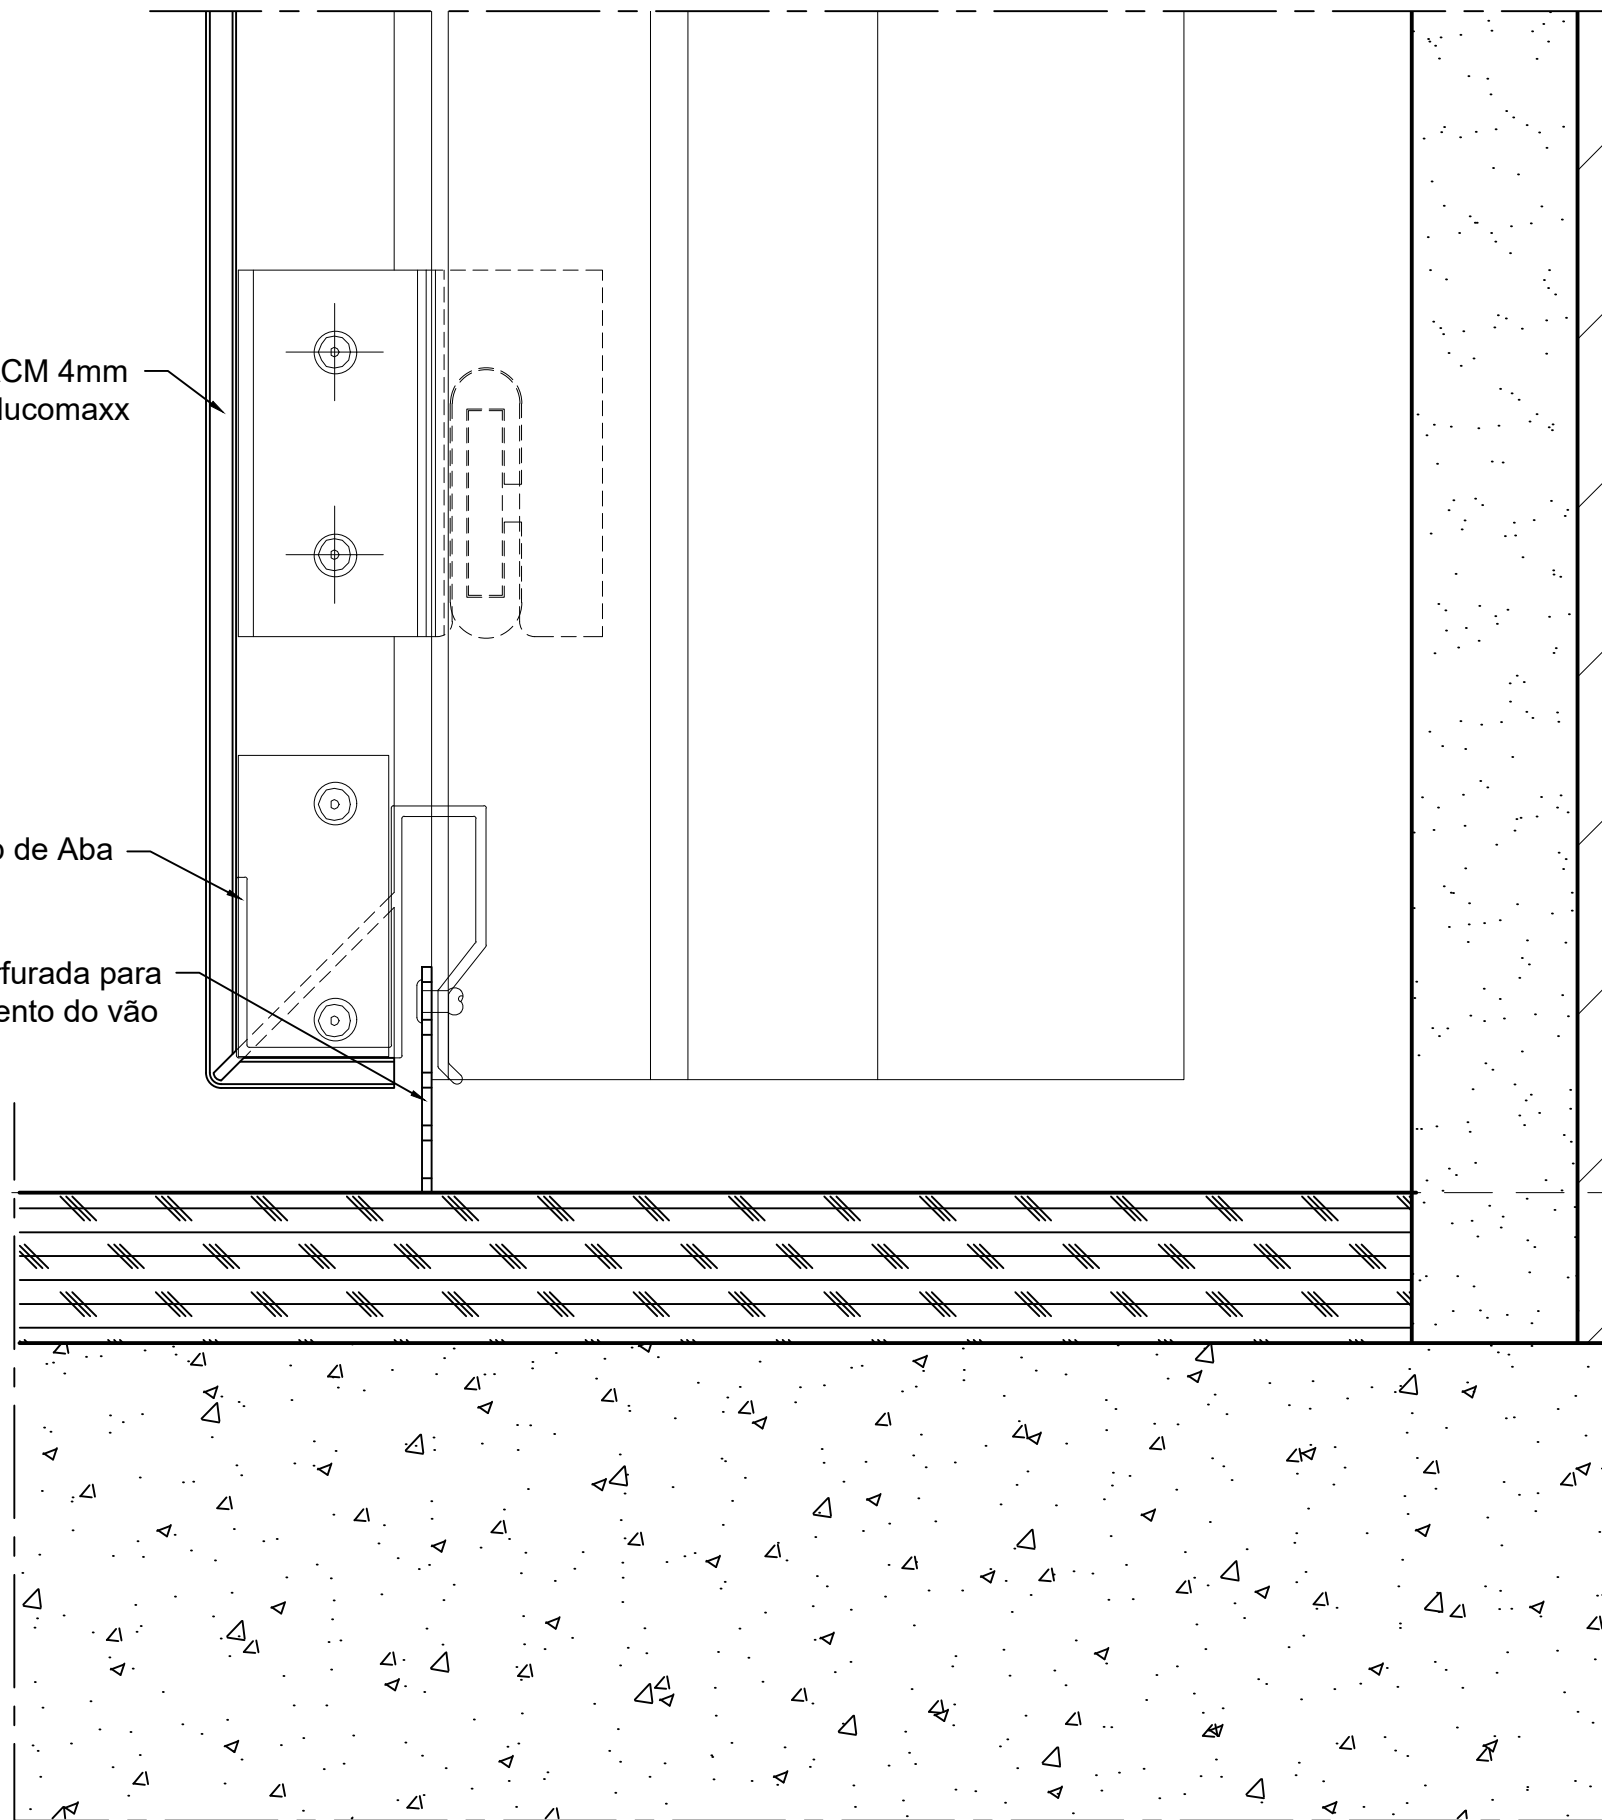 CM 4mm
lucomaxx
o de Aba
furada para
ento do vão